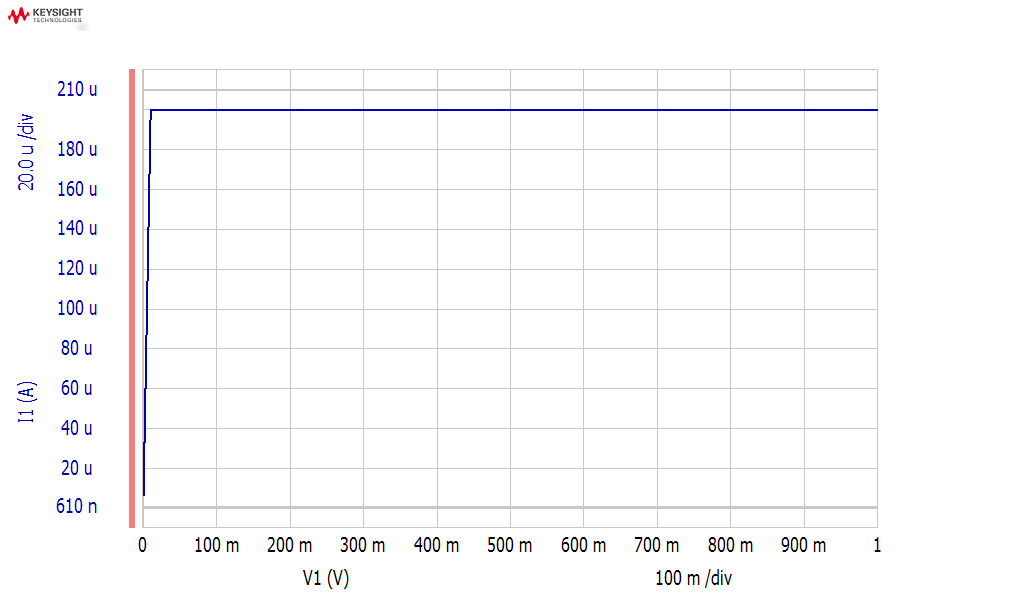 KEYSIGHT
TECHNOLOGIES
210 u
180 u
160 u
140 u
120 u
100 u
80 u
60 u
40 u
20 u
610 n
20.0 u /div
I1 (A)
0 100 m 200 m 300 m 400 m 500 m 600 m 700 m 800 m 900 m 1
V1 (V) 100 m /div